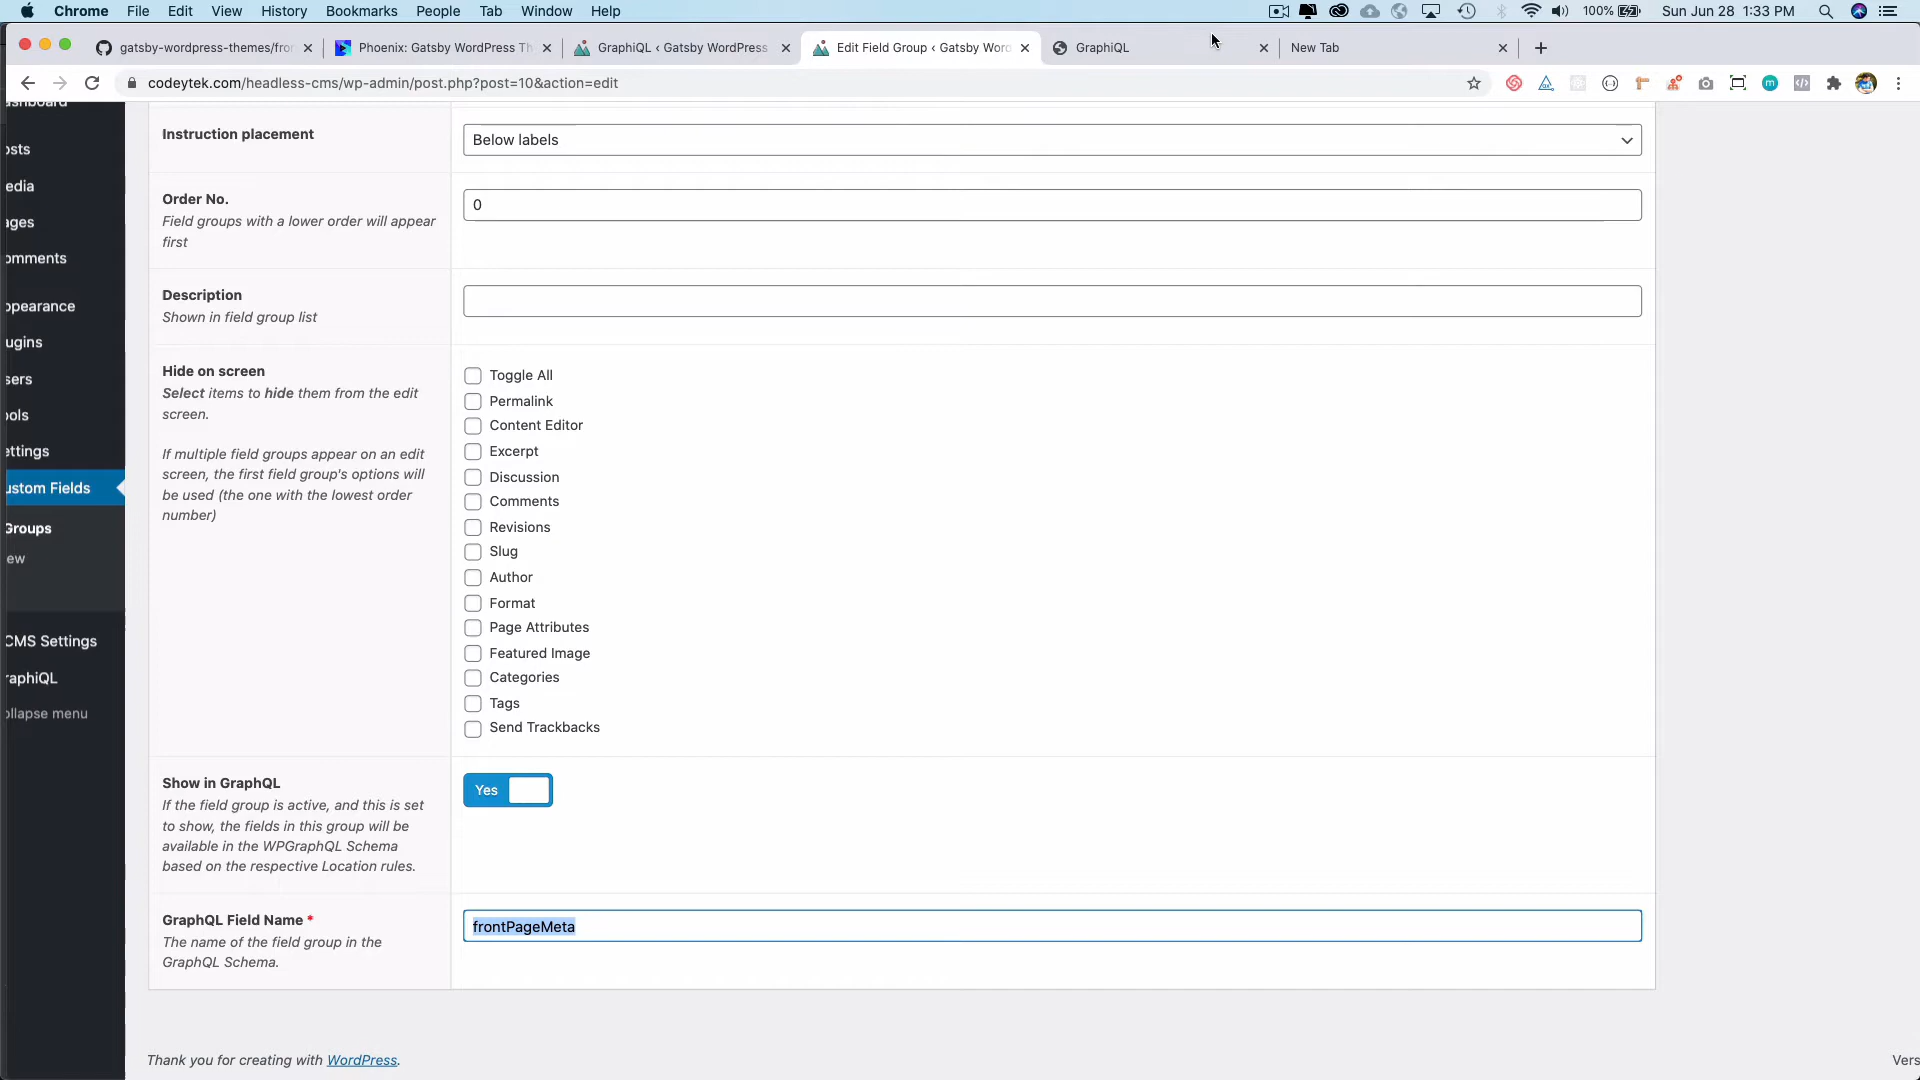 Chrome File Edit View History Bookmarks People Tab Window Help 100% Sun Jun 28 1:33 PM
gatsby-wordpress-themes/fro Phoenix: Gatsby WordPress Th GraphiQL ‹ Gatsby WordPress Edit Field Group ‹ Gatsby Wor GraphiQL New Tab
codeytek.com/headless-cms/wp-admin/post.php?post=10&action=edit
ashboard
osts
edia
ages
omments
ppearance
ugins
sers
ools
ettings
ustom Fields
Groups
ew
CMS Settings
raphiQL
ollapse menu
Instruction placement
Below labels
Order No.
Field groups with a lower order will appear
first
0
Description
Shown in field group list
Hide on screen
Select items to hide them from the edit
screen.
If multiple field groups appear on an edit
screen, the first field group's options will
be used (the one with the lowest order
number)
Toggle All
Permalink
Content Editor
Excerpt
Discussion
Comments
Revisions
Slug
Author
Format
Page Attributes
Featured Image
Categories
Tags
Send Trackbacks
Show in GraphQL
If the field group is active, and this is set
to show, the fields in this group will be
available in the WPGraphQL Schema
based on the respective Location rules.
Yes
GraphQL Field Name *
The name of the field group in the
GraphQL Schema.
frontPageMeta
Thank you for creating with WordPress.
Vers